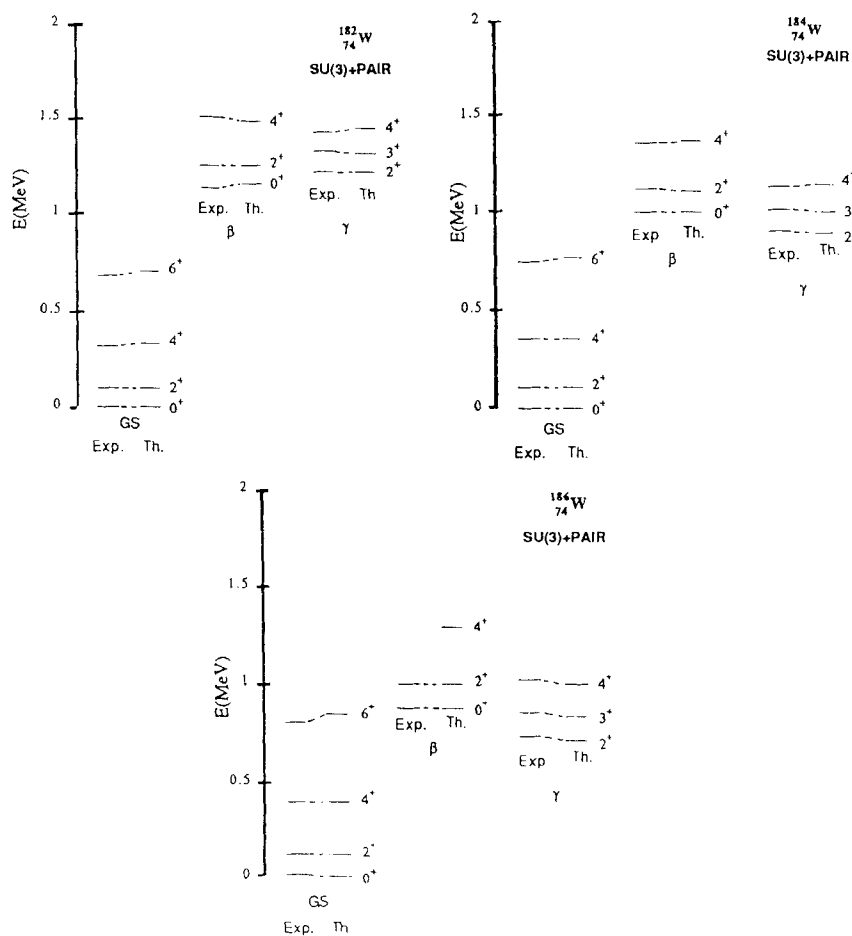 2
1.5
1
0.5
0
E(MeV)
182
74 W
SU(3)+PAIR
4+
2+
0+
Exp. Th.
β
4+
3+
2+
Exp. Th
γ
6+
4+
2+
0+
GS
Exp. Th.
2
1.5
1
0.5
0
E(MeV)
184
74 W
SU(3)+PAIR
4+
2+
0+
Exp Th.
β
4+
3
2
Exp. Th.
γ
6+
4+
2+
0+
GS
Exp. Th.
2
1.5
1
0.5
0
E(MeV)
186
74 W
SU(3)+PAIR
4+
2+
0+
Exp. Th.
β
4+
3+
2+
Exp Th.
γ
6+
4+
2+
0+
GS
Exp. Th